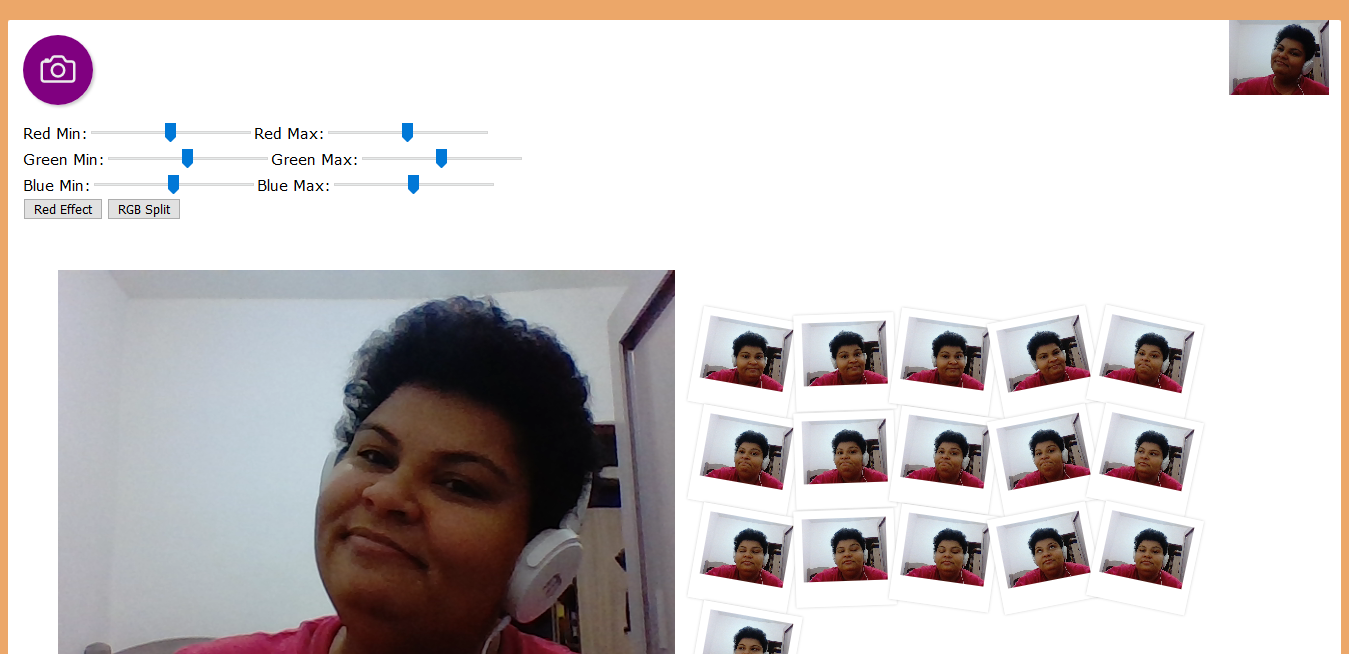 Red Min: Red Max:
Green Min: Green Max:
Blue Min: Blue Max:
Red Effect RGB Split